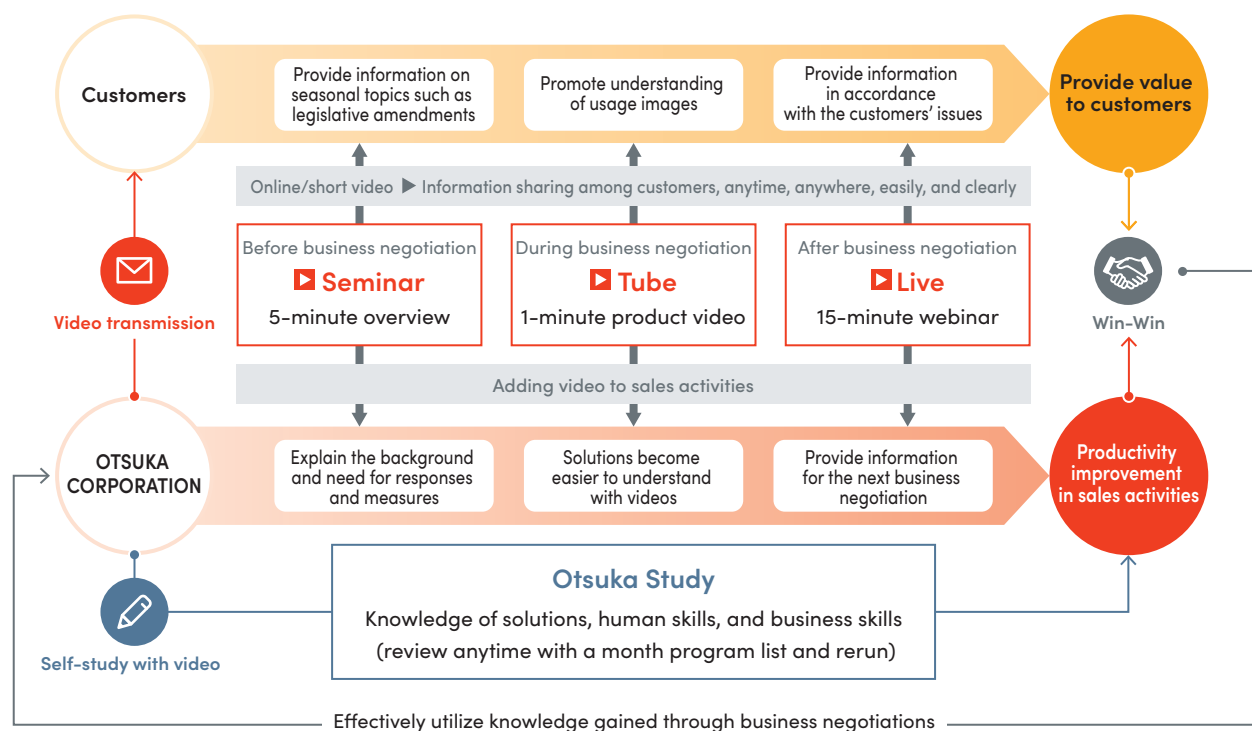 Customers
Provide information on
seasonal topics such as
legislative amendments
Promote understanding
of usage images
Provide information
in accordance
with the customers’ issues
Provide value
to customers
Online/short video ▶ Information sharing among customers, anytime, anywhere, easily, and clearly
Before business negotiation
Seminar
5-minute overview
During business negotiation
Tube
1-minute product video
After business negotiation
Live
15-minute webinar
Video transmission
Win-Win
Adding video to sales activities
OTSUKA
CORPORATION
Explain the background
and need for responses
and measures
Solutions become
easier to understand
with videos
Provide information
for the next business
negotiation
Productivity
improvement
in sales activities
Otsuka Study
Knowledge of solutions, human skills, and business skills
(review anytime with a month program list and rerun)
Self-study with video
Effectively utilize knowledge gained through business negotiations